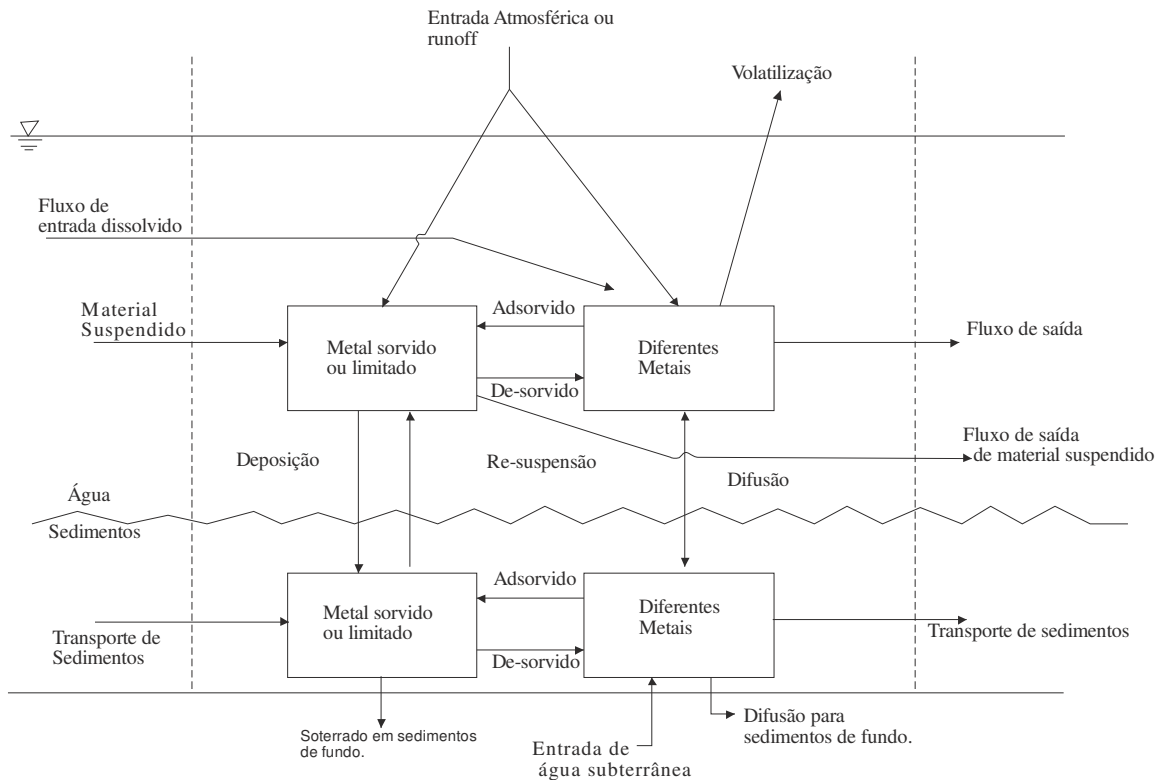 Entrada Atmosférica ou
runoff
Volatilização
Fluxo de
entrada dissolvido
Material
Suspendido
Adsorvido
Metal sorvido
ou limitado
Diferentes
Metais
Fluxo de saída
De-sorvido
Deposição
Re-suspensão
Difusão
Fluxo de saída
de material suspendido
Água
Sedimentos
Adsorvido
Metal sorvido
ou limitado
Diferentes
Metais
Transporte de
Sedimentos
Transporte de sedimentos
De-sorvido
Soterrado em sedimentos
de fundo.
Entrada de
água subterrânea
Difusão para
sedimentos de fundo.